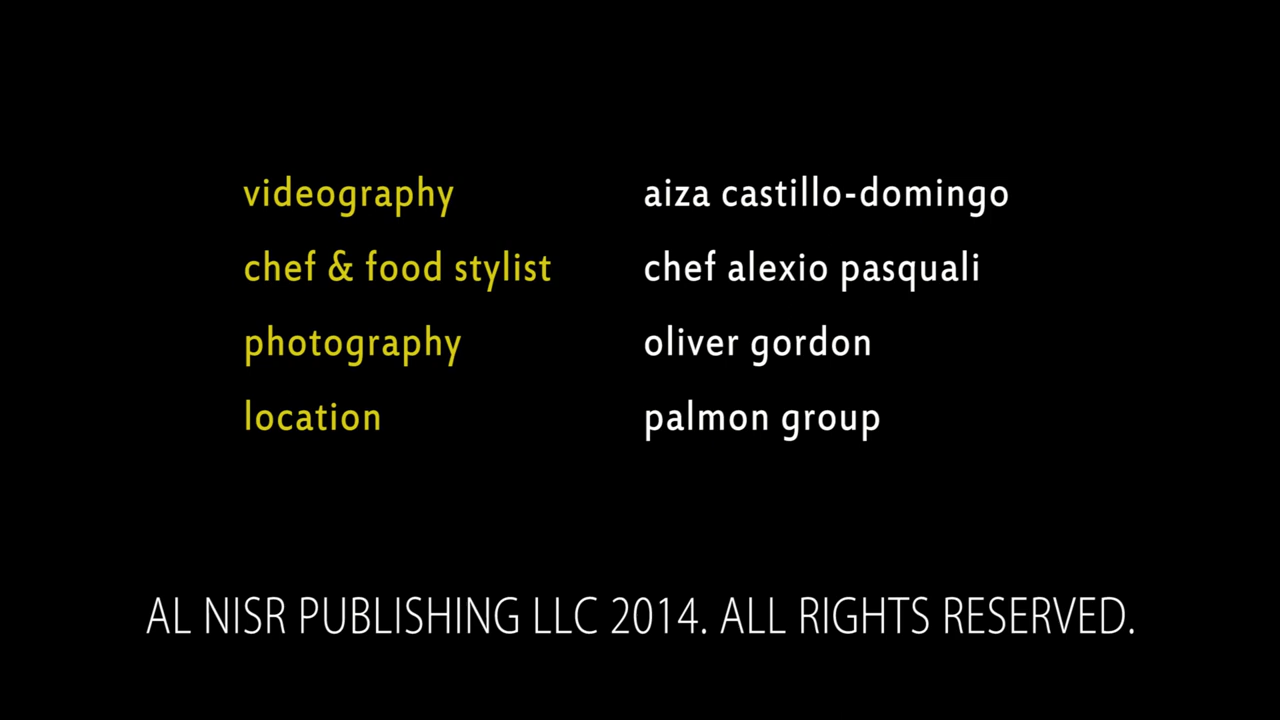 videography aiza castillo-domingo
chef & food stylist chef alexio pasquali
photography oliver gordon
location palmon group
AL NISR PUBLISHING LLC 2014. ALL RIGHTS RESERVED.